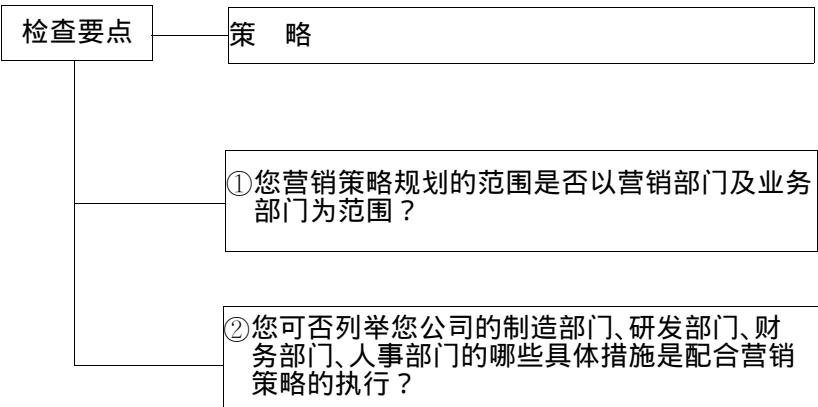 检查要点
策 略
①您营销策略规划的范围是否以营销部门及业务
部门为范围？
②您可否列举您公司的制造部门、研发部门、财
务部门、人事部门的哪些具体措施是配合营销
策略的执行？